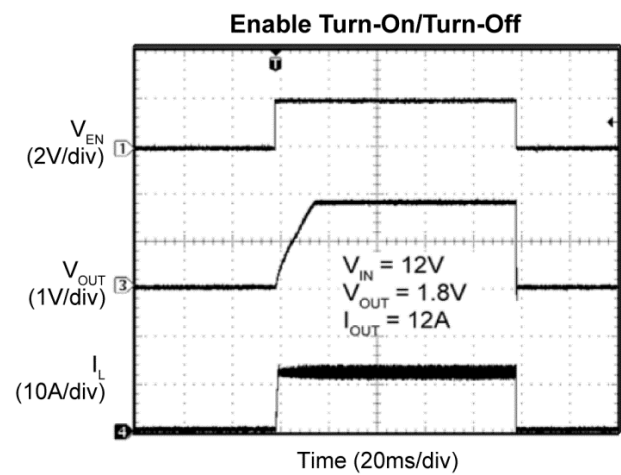 Enable Turn-On/Turn-Off
T
V_EN
(2V/div)
1
V_OUT
(1V/div)
3
V_IN = 12V
V_OUT = 1.8V
I_OUT = 12A
I_L
(10A/div)
4
Time (20ms/div)